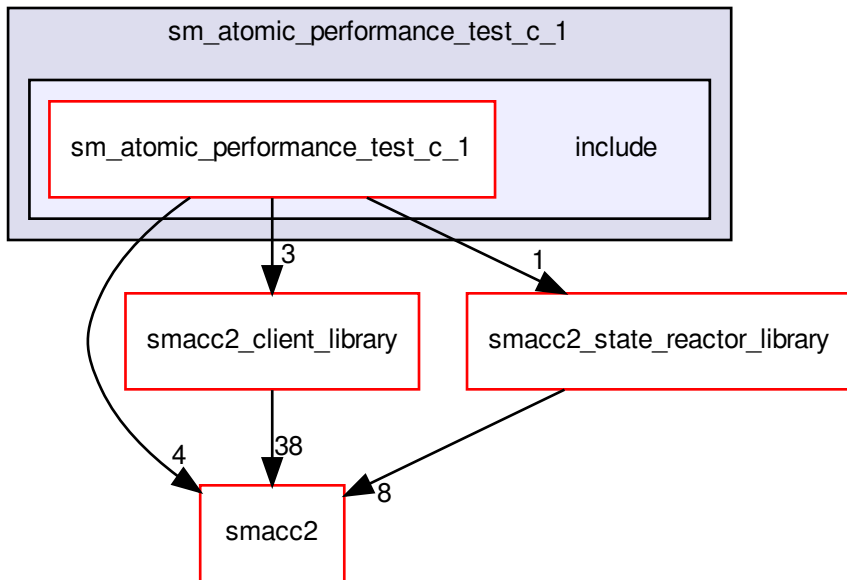 sm_atomic_performance_test_c_1
sm_atomic_performance_test_c_1
include
3
1
smacc2_client_library
smacc2_state_reactor_library
4
38
8
smacc2